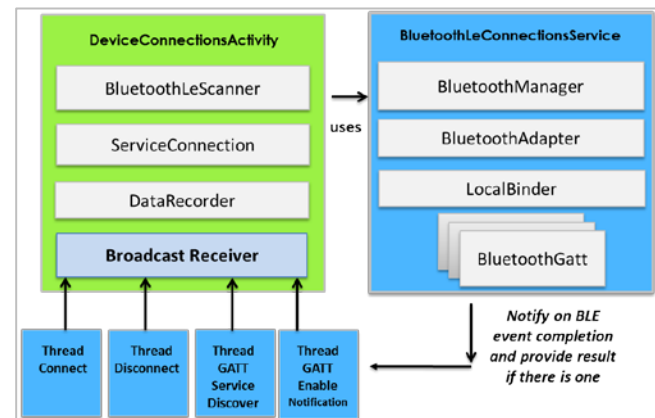 DeviceConnectionsActivity
BluetoothLeScanner
ServiceConnection
DataRecorder
Broadcast Receiver
uses
BluetoothLeConnectionsService
BluetoothManager
BluetoothAdapter
LocalBinder
BluetoothGatt
Thread
Connect
Thread
Disconnect
Thread
GATT
Service
Discover
Thread
GATT
Enable
Notification
Notify on BLE
event completion
and provide result
if there is one